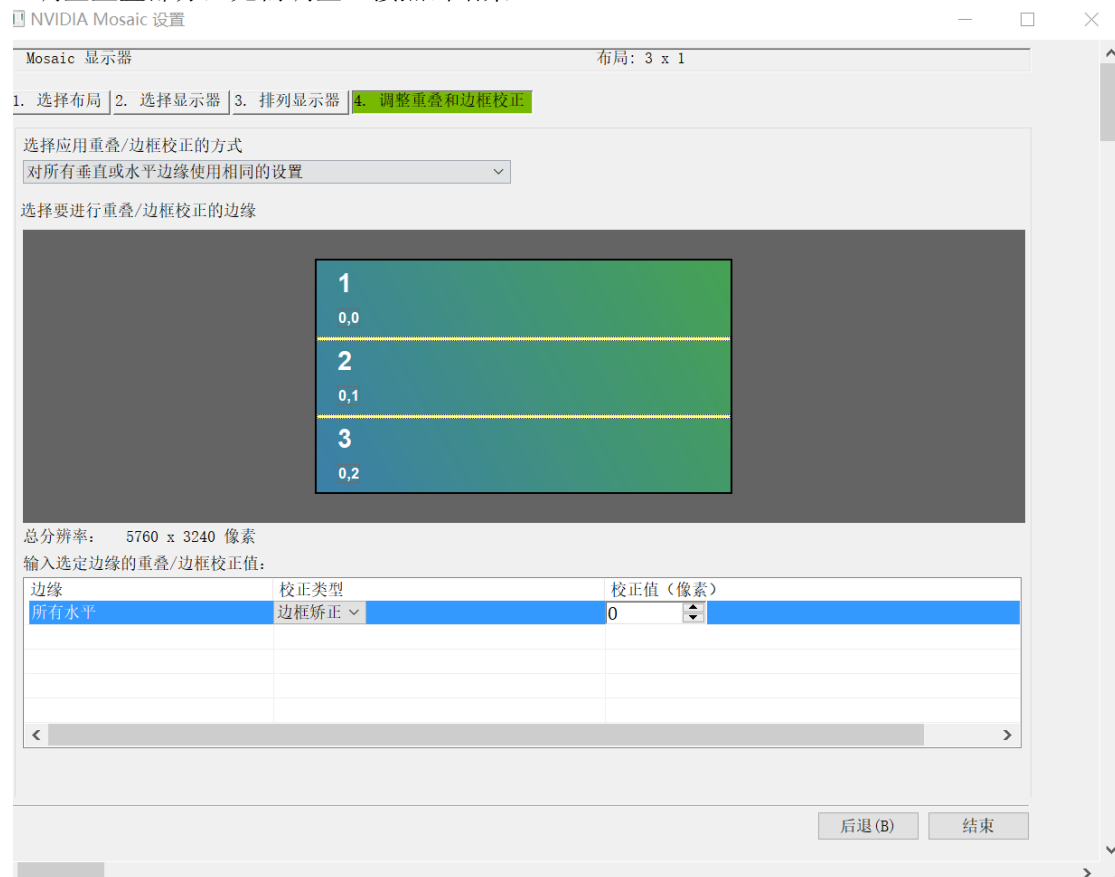 NVIDIA Mosaic 设置
Mosaic 显示器 布局: 3 x 1
1. 选择布局 2. 选择显示器 3. 排列显示器 4. 调整重叠和边框校正
选择应用重叠/边框校正的方式
对所有垂直或水平边缘使用相同的设置
选择要进行重叠/边框校正的边缘
1
0,0
2
0,1
3
0,2
总分辨率: 5760 x 3240 像素
输入选定边缘的重叠/边框校正值:
边缘 校正类型 校正值（像素）
所有水平 边框矫正 0
后退(B) 结束